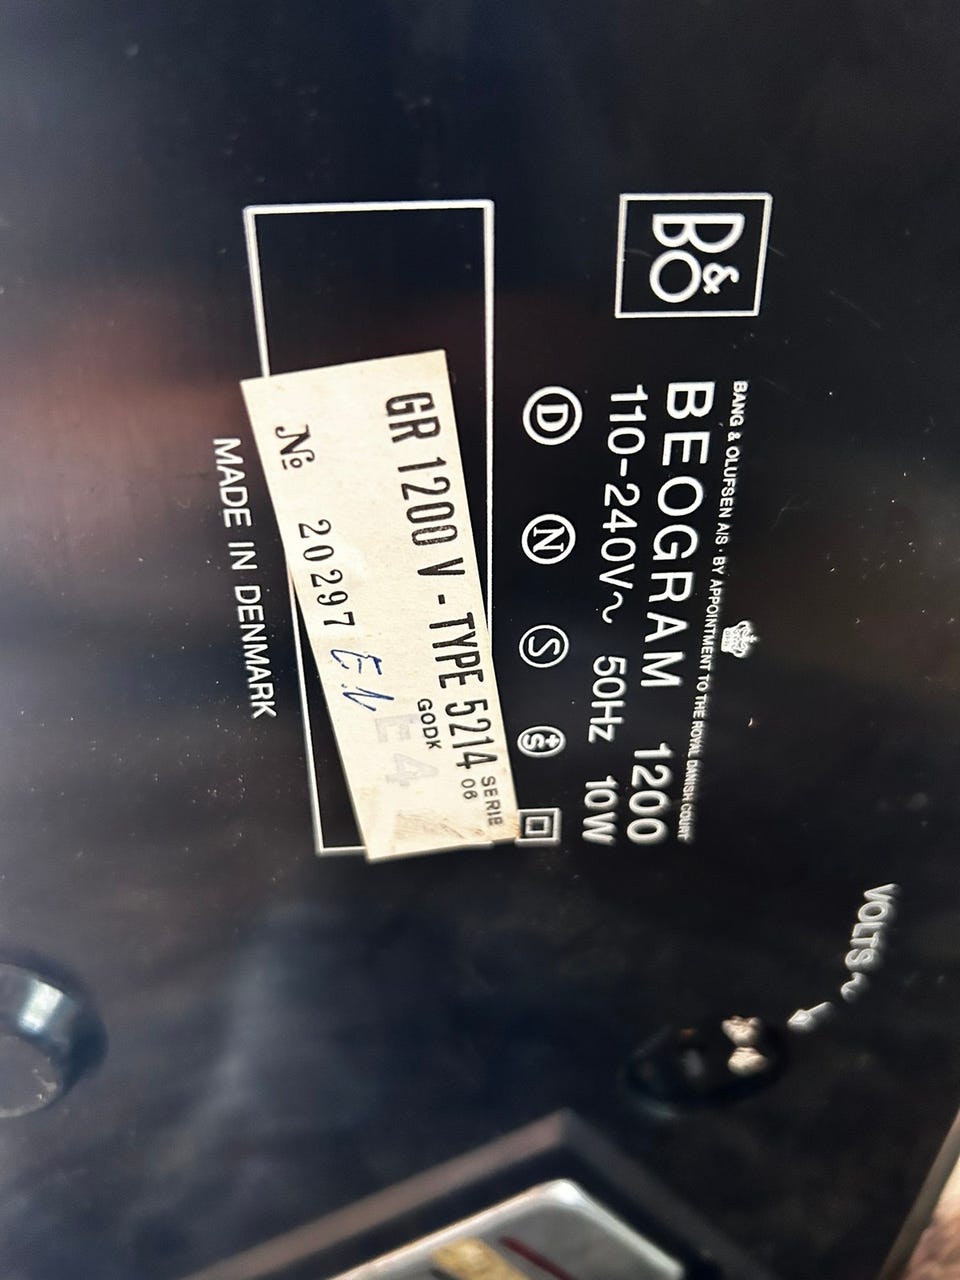 B&O
BANG & OLUFSEN A/S · BY APPOINTMENT TO THE ROYAL DANISH COURT
BEOGRAM 1200
110-240V~ 50Hz 10W
D N S S
GR 1200 V - TYPE 5214 SERIE 06
GODK
№ 20297
E4
MADE IN DENMARK
VOLTS ~